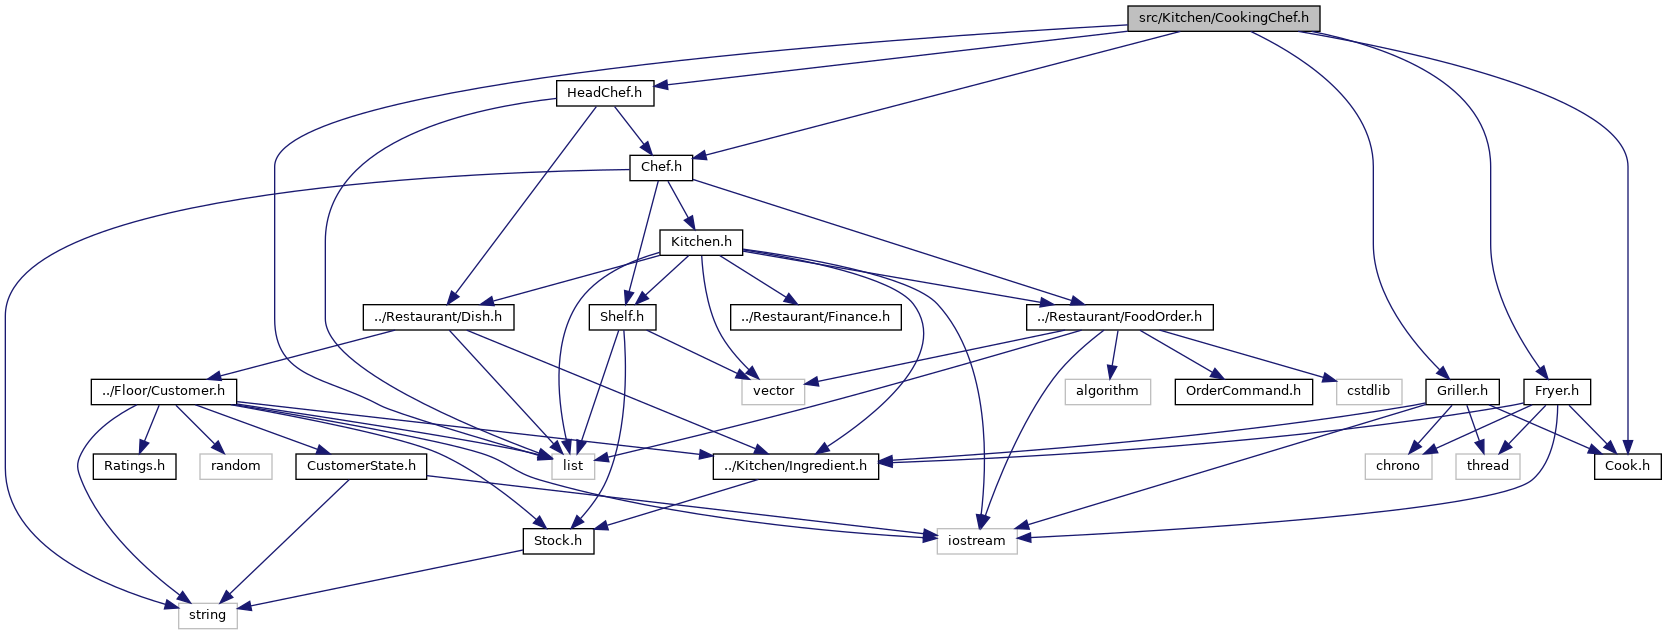 src/Kitchen/CookingChef.h
HeadChef.h
Chef.h
Kitchen.h
../Restaurant/Dish.h
Shelf.h
../Restaurant/Finance.h
../Restaurant/FoodOrder.h
../Floor/Customer.h
vector
algorithm
OrderCommand.h
cstdlib
Griller.h
Fryer.h
Ratings.h
random
CustomerState.h
list
../Kitchen/Ingredient.h
chrono
thread
Cook.h
Stock.h
iostream
string